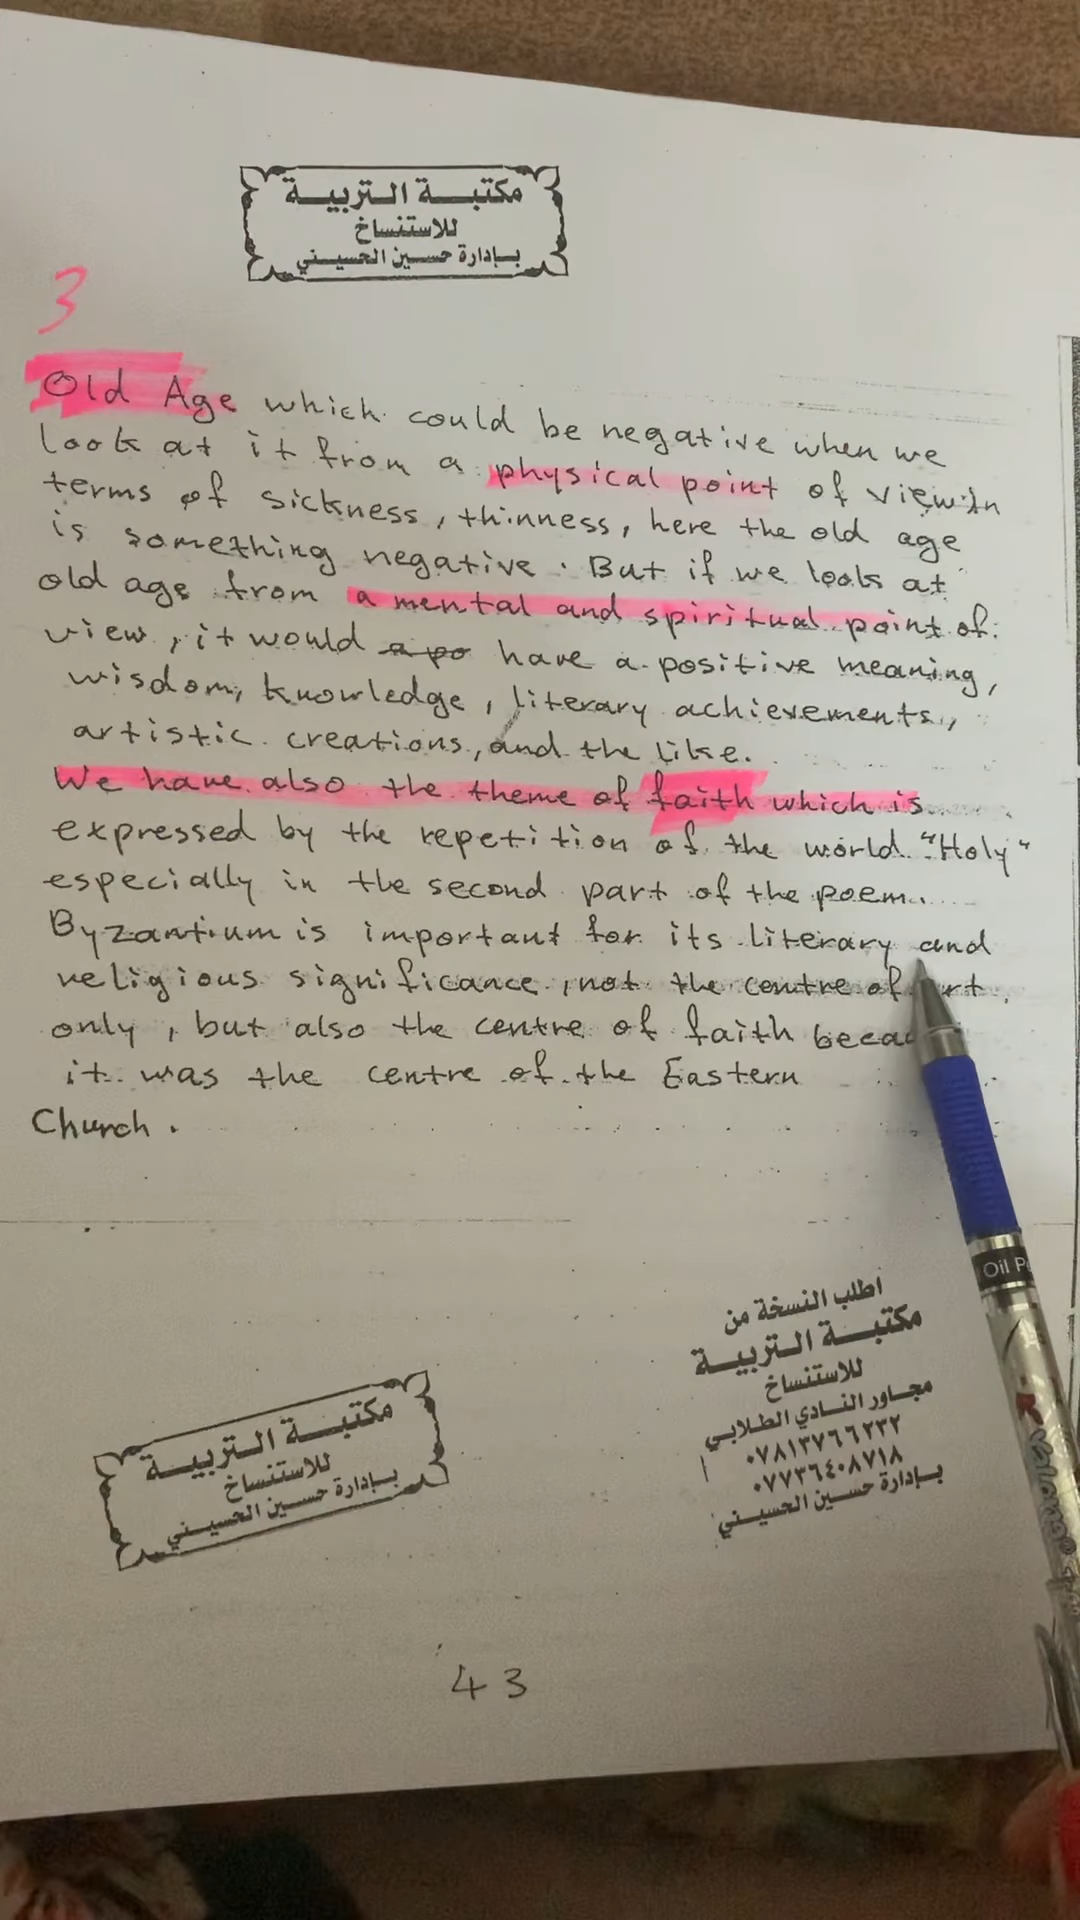 مكتبة التربية
للاستنساخ
بإدارة حسين الحسيني
3
Old Age which could be negative when we
look at it from a physical point of view in
terms of sickness, thinness, here the old age
is something negative. But if we look at
old age from a mental and spiritual point of
view, it would have a positive meaning,
wisdom, knowledge, literary achievements,
artistic creations, and the like.
We have also the theme of faith which is
expressed by the repetition of the world "Holy"
especially in the second part of the poem.
Byzantium is important for its literary and
religious significance, not the centre of art
only, but also the centre of faith
it was the centre of the Eastern
Church.
Oil
اطلب النسخة من
مكتبة التربية
للاستنساخ
مجاور النادي الطلابي
٠٧٨١٣٧٦٦٢٣٢
٠٧٧٣٦٤٠٨٧١٨
بإدارة حسين الحسيني
مكتبة التربية
للاستنساخ
بإدارة حسين الحسيني
43